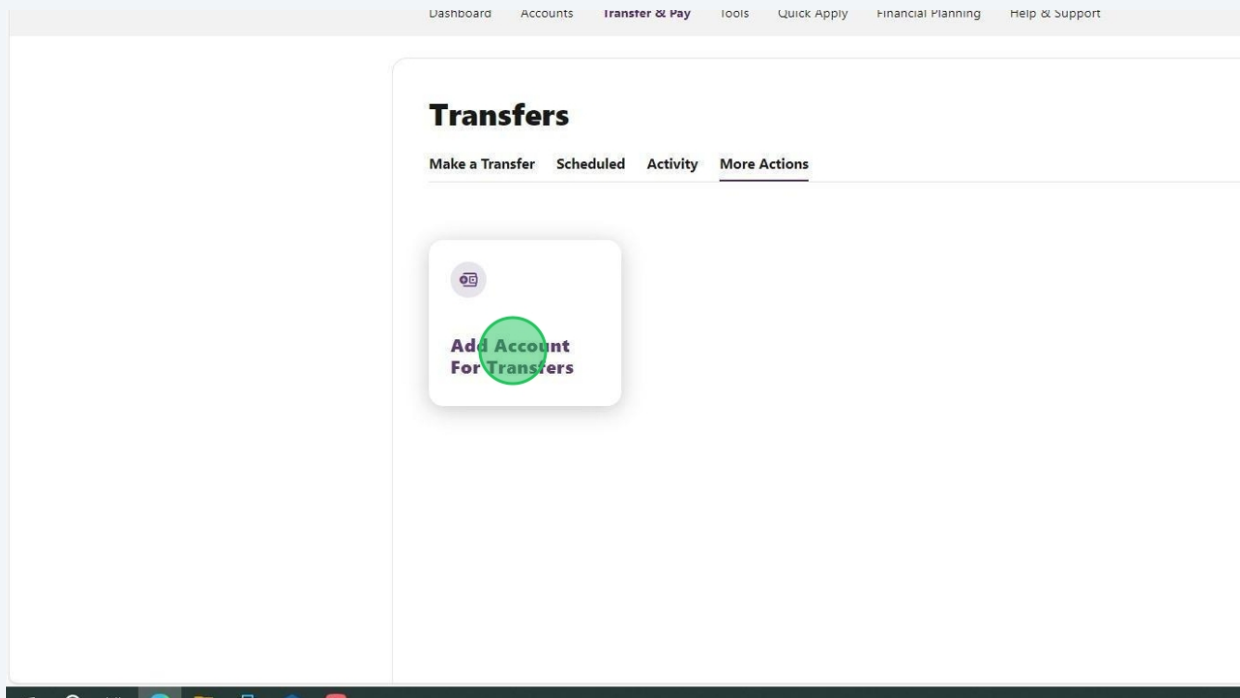 Dashboard Accounts Transfer & Pay Tools Quick Apply Financial Planning Help & Support
Transfers
Make a Transfer Scheduled Activity More Actions
Add Account
For Transfers